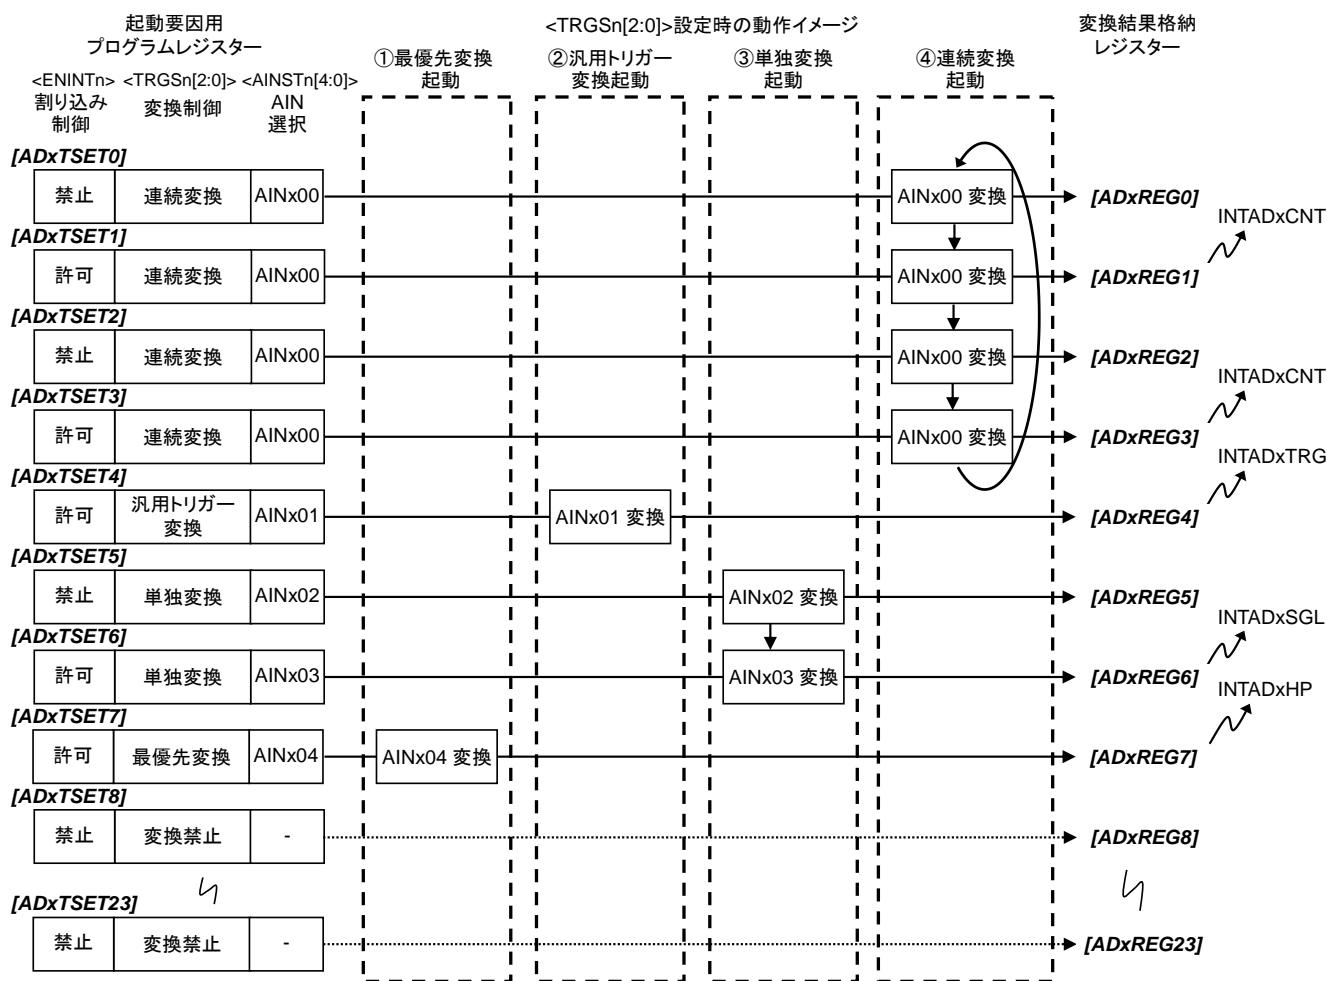 起動要因用
プログラムレジスター
<TRGSn[2:0]>設定時の動作イメージ
変換結果格納
レジスター
<ENINTn> <TRGSn[2:0]> <AINSTn[4:0]>
割り込み
制御
変換制御
AIN
選択
①最優先変換
起動
②汎用トリガー
変換起動
③単独変換
起動
④連続変換
起動
[ADxTSET0]
禁止 連続変換 AINx00 AINx00 変換 [ADxREG0]
INTADxCNT
[ADxTSET1]
許可 連続変換 AINx00 AINx00 変換 [ADxREG1]
[ADxTSET2]
禁止 連続変換 AINx00 AINx00 変換 [ADxREG2]
INTADxCNT
[ADxTSET3]
許可 連続変換 AINx00 AINx00 変換 [ADxREG3]
INTADxTRG
[ADxTSET4]
許可 汎用トリガー
変換 AINx01 AINx01 変換 [ADxREG4]
[ADxTSET5]
禁止 単独変換 AINx02 AINx02 変換 [ADxREG5]
INTADxSGL
[ADxTSET6]
許可 単独変換 AINx03 AINx03 変換 [ADxREG6]
INTADxHP
[ADxTSET7]
許可 最優先変換 AINx04 AINx04 変換 [ADxREG7]
[ADxTSET8]
禁止 変換禁止 - [ADxREG8]
[ADxTSET23]
禁止 変換禁止 - [ADxREG23]